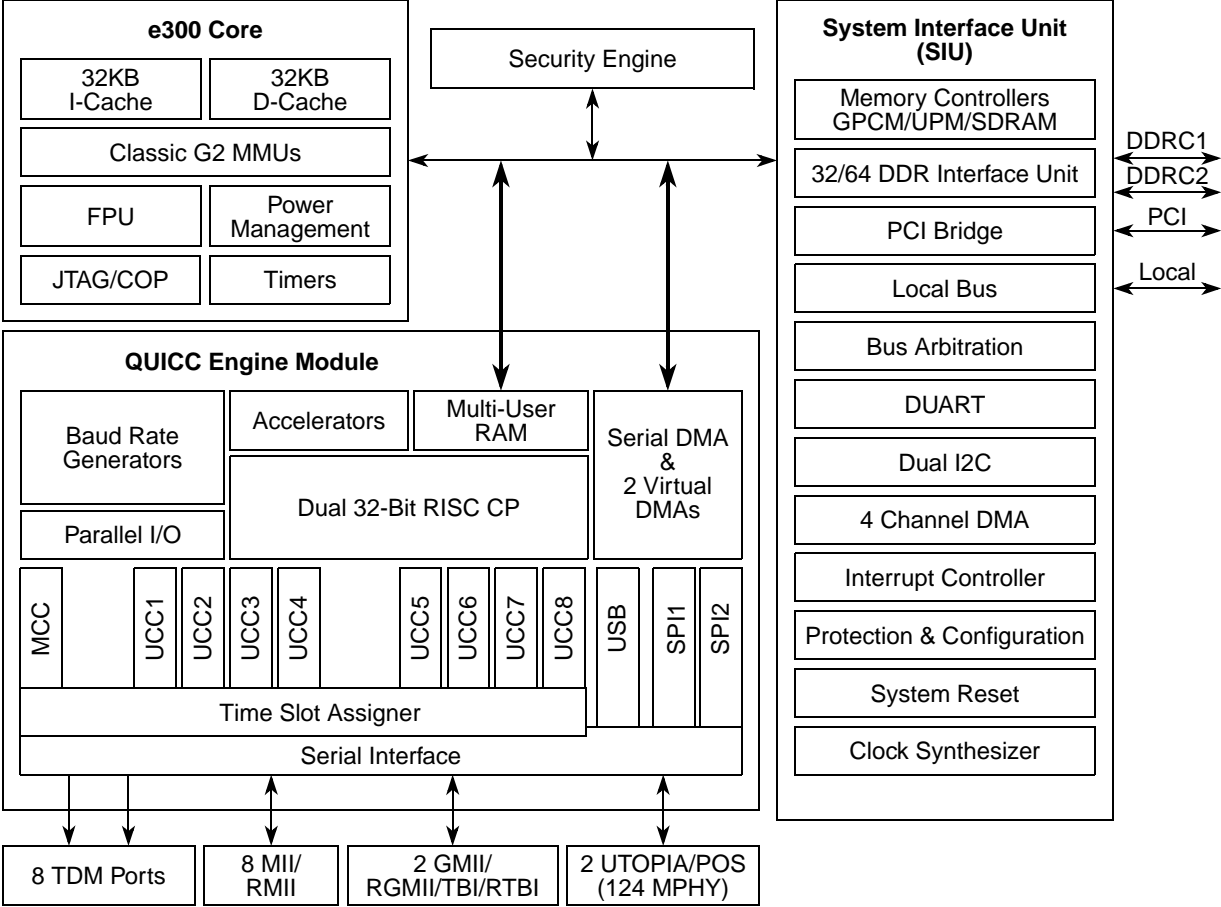 e300 Core
32KB
I-Cache
32KB
D-Cache
Classic G2 MMUs
FPU
Power
Management
JTAG/COP
Timers
Security Engine
System Interface Unit
(SIU)
Memory Controllers
GPCM/UPM/SDRAM
32/64 DDR Interface Unit
PCI Bridge
Local Bus
Bus Arbitration
DUART
Dual I2C
4 Channel DMA
Interrupt Controller
Protection & Configuration
System Reset
Clock Synthesizer
DDRC1
DDRC2
PCI
Local
QUICC Engine Module
Baud Rate
Generators
Parallel I/O
Accelerators
Multi-User
RAM
Dual 32-Bit RISC CP
Serial DMA
&
2 Virtual
DMAs
MCC
UCC1
UCC2
UCC3
UCC4
UCC5
UCC6
UCC7
UCC8
USB
SPI1
SPI2
Time Slot Assigner
Serial Interface
8 TDM Ports
8 MII/
RMII
2 GMII/
RGMII/TBI/RTBI
2 UTOPIA/POS
(124 MPHY)